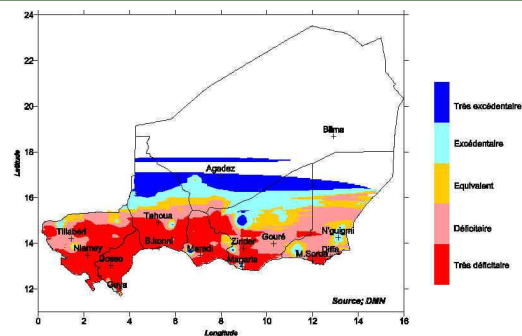 24
22
20
18
16
14
12
0 2 4 6 8 10 12 14 16
Latitude
Longitude
Bilma
Agadez
Tahoua
Tillaberi
Niamey
Dosso
Gaya
B.konni
Maradi
Zinder
Magaria
Gouré
N'guigmi
Diffa
M.Soroa
Source; DMN
Très excédentaire
Excédentaire
Equivalent
Déficitaire
Très déficitaire